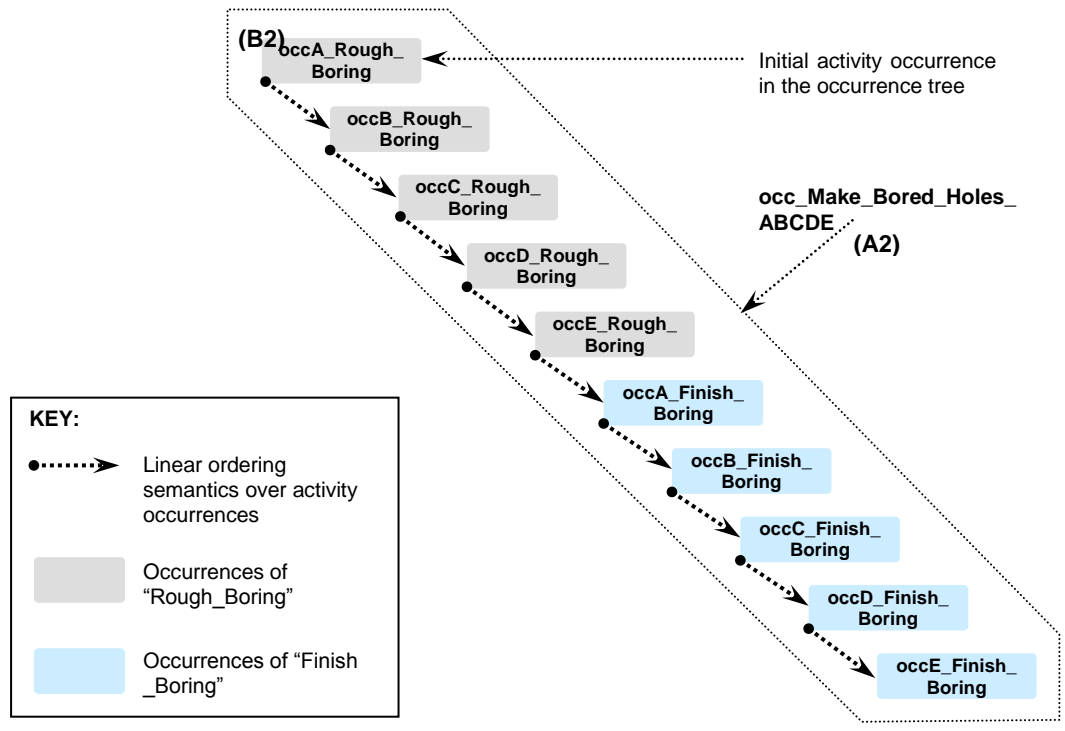 (B2)
occA_Rough_
Boring
Initial activity occurrence
in the occurrence tree
occB_Rough_
Boring
occC_Rough_
Boring
occ_Make_Bored_Holes_
ABCDE
(A2)
occD_Rough_
Boring
occE_Rough_
Boring
occA_Finish_
Boring
occB_Finish_
Boring
occC_Finish_
Boring
occD_Finish_
Boring
occE_Finish_
Boring
KEY:
Linear ordering
semantics over activity
occurrences
Occurrences of
“Rough_Boring”
Occurrences of “Finish
_Boring”